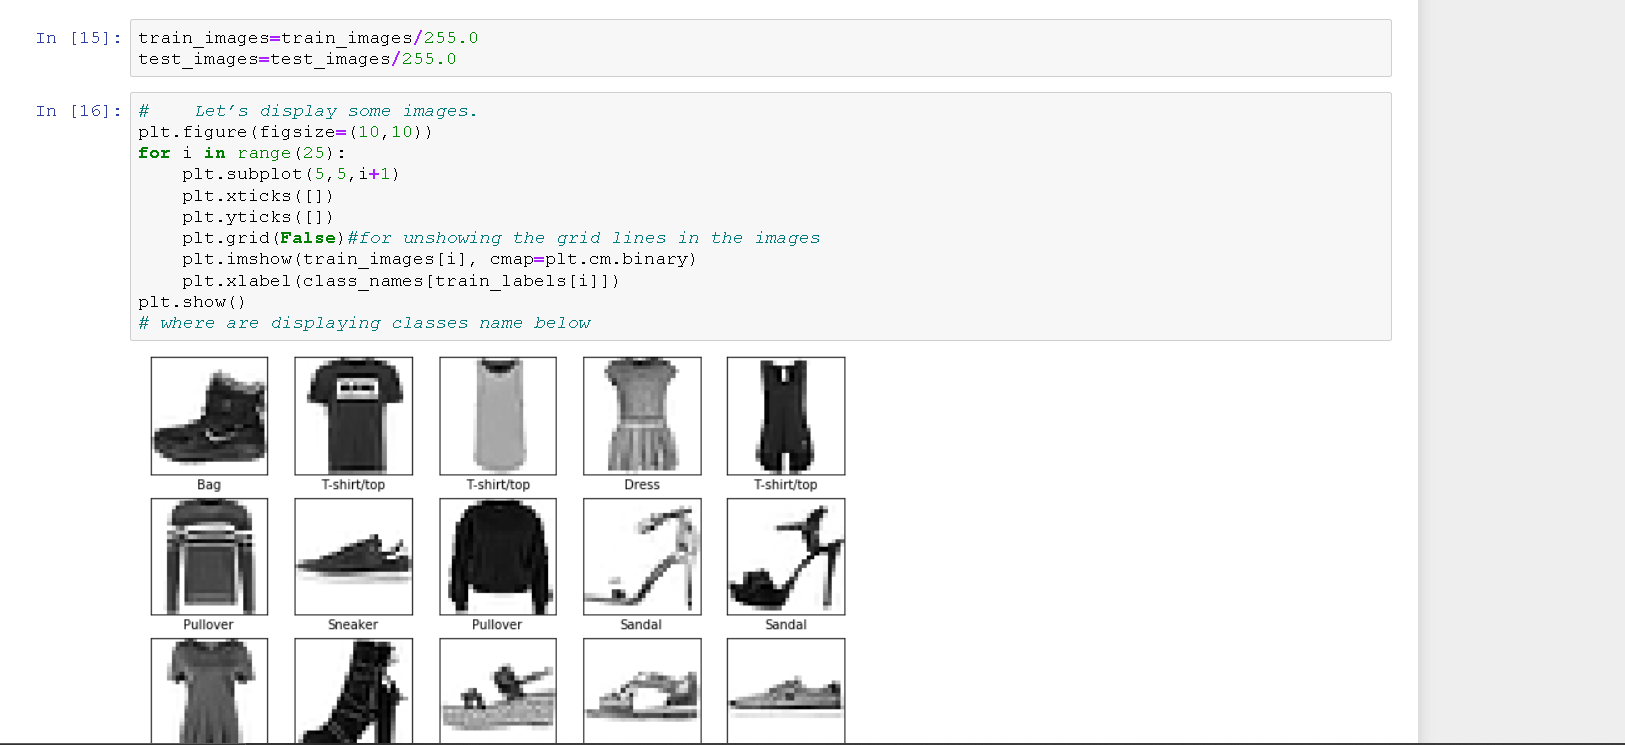 In [15]: train_images=train_images/255.0
test_images=test_images/255.0
In [16]: #    Let’s display some images.
plt.figure(figsize=(10,10))
for i in range(25):
    plt.subplot(5,5,i+1)
    plt.xticks([])
    plt.yticks([])
    plt.grid(False)#for unshowing the grid lines in the images
    plt.imshow(train_images[i], cmap=plt.cm.binary)
    plt.xlabel(class_names[train_labels[i]])
plt.show()
# where are displaying classes name below
Bag T-shirt/top T-shirt/top Dress T-shirt/top
Pullover Sneaker Pullover Sandal Sandal